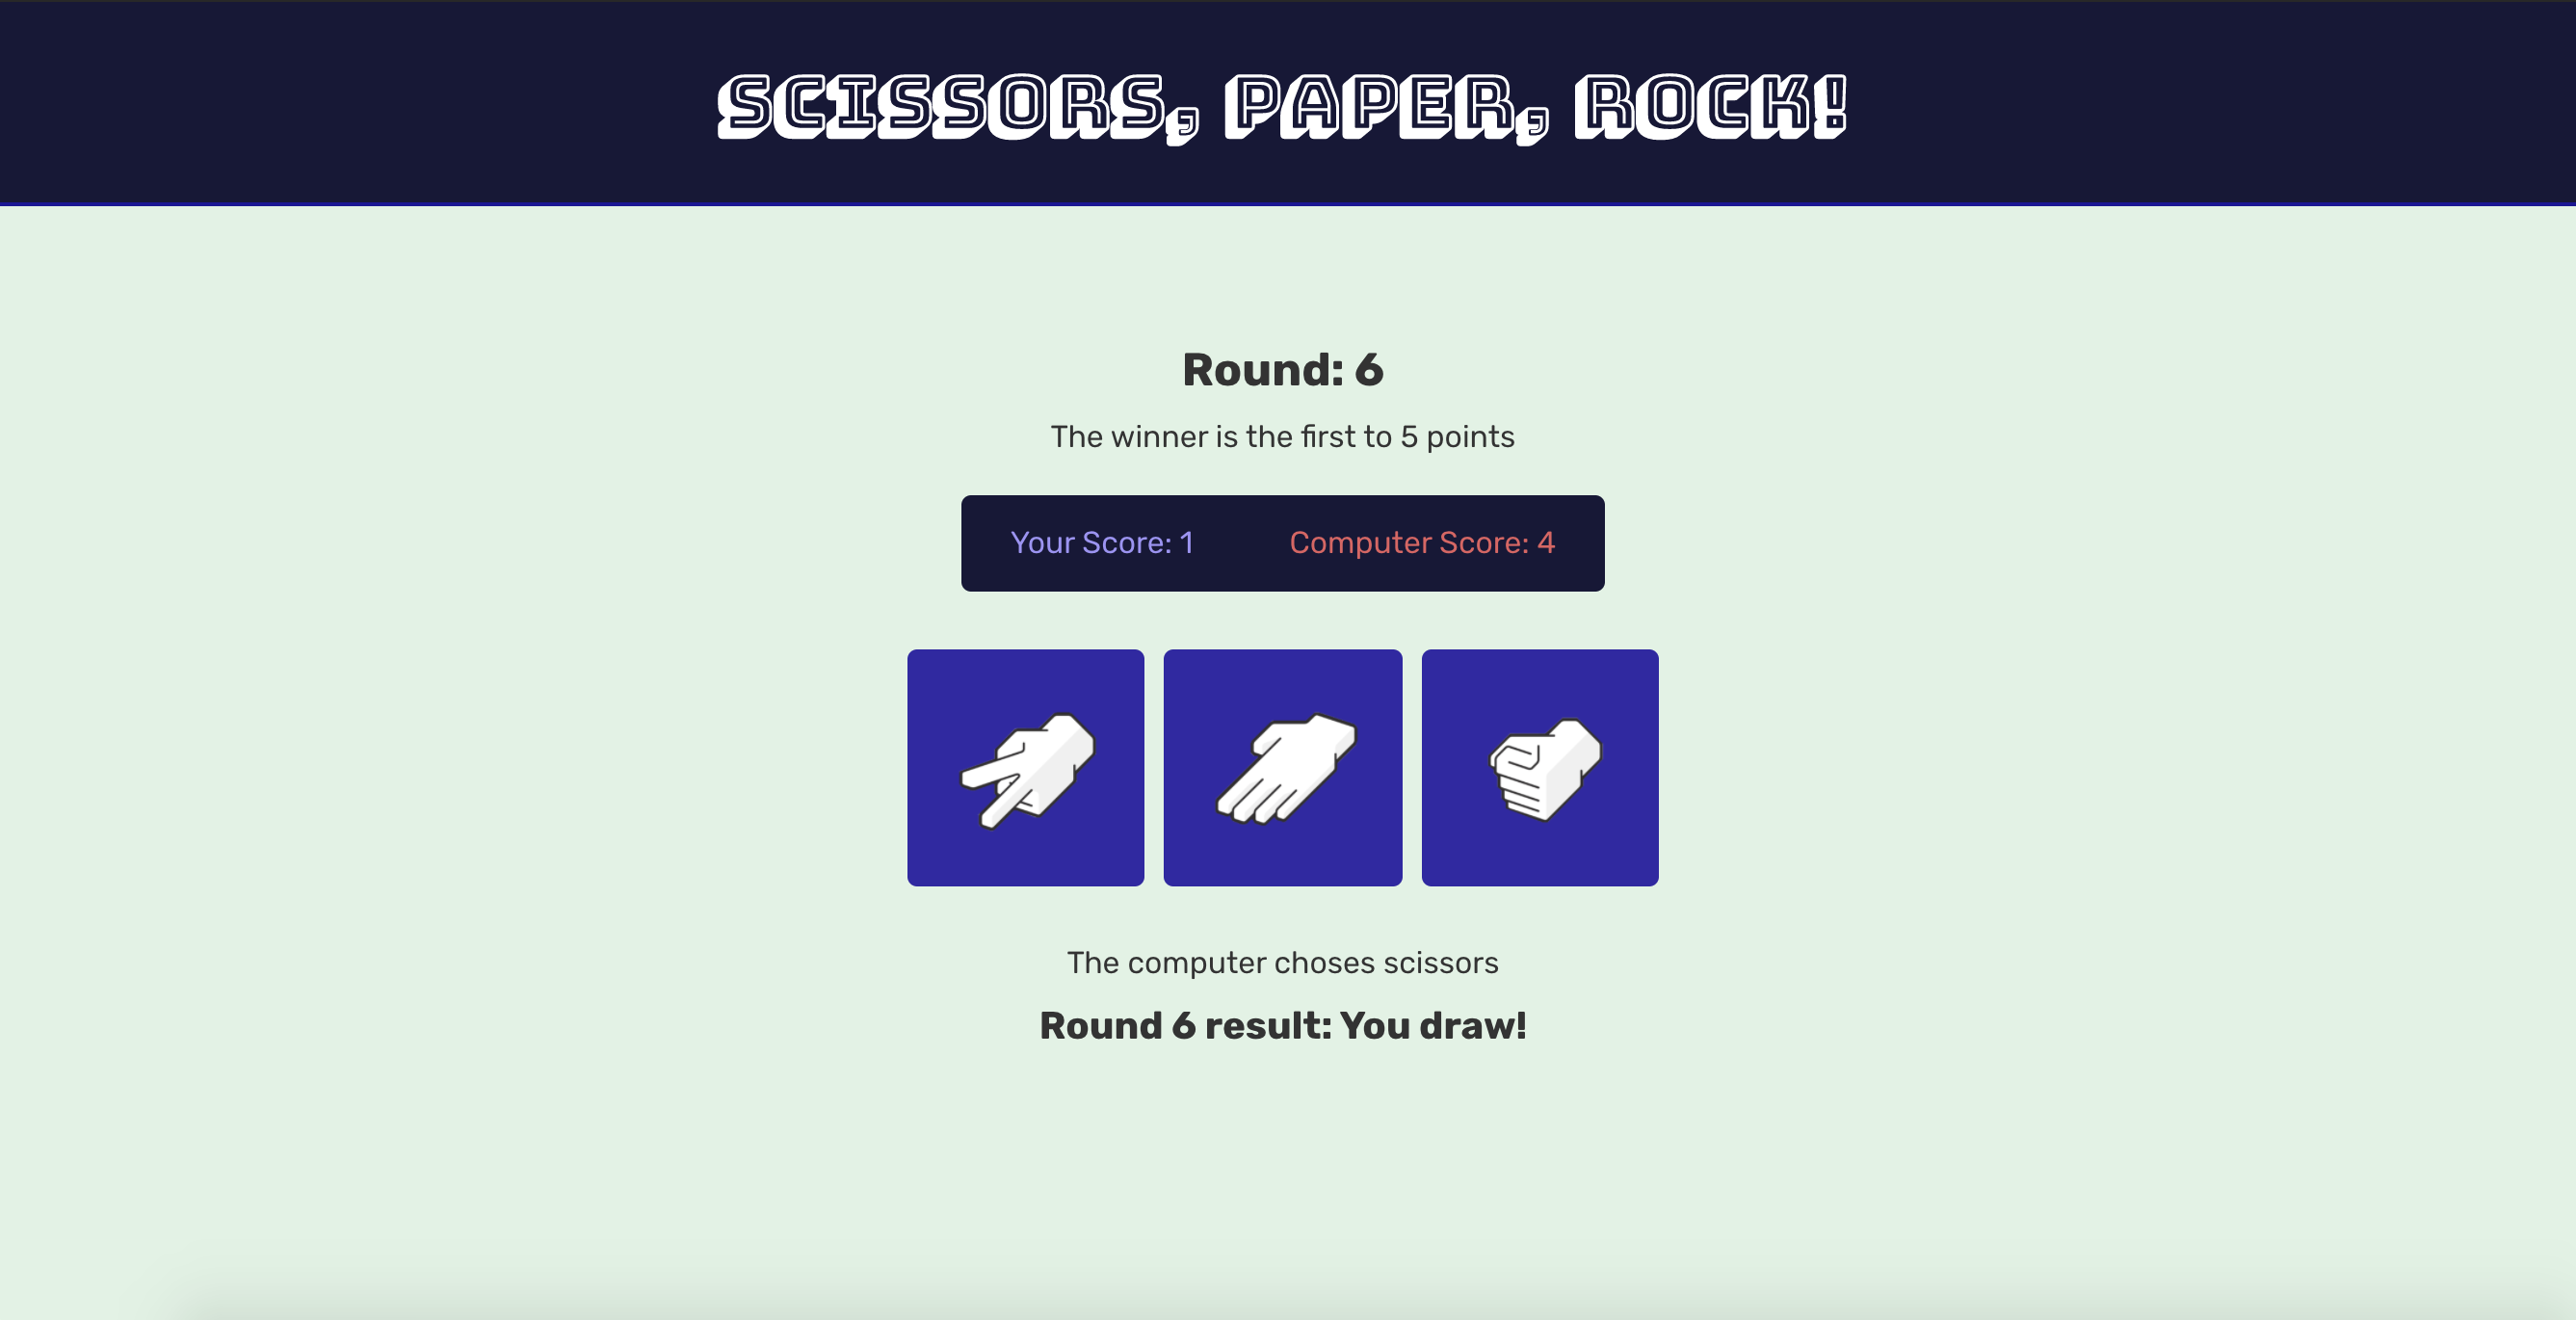 SCISSORS, PAPER, ROCK!
Round: 6
The winner is the first to 5 points
Your Score: 1 Computer Score: 4
The computer choses scissors
Round 6 result: You draw!